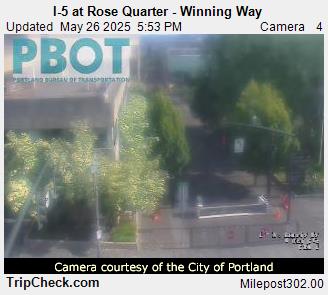 I-5 at Rose Quarter - Winning Way
Updated May 26 2025 5:53 PM Camera 4
PBOT
PORTLAND BUREAU OF TRANSPORTATION
Camera courtesy of the City of Portland
TripCheck.com Milepost302.00